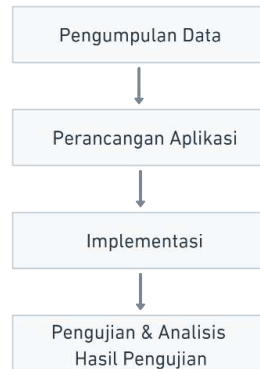 Pengumpulan Data
Perancangan Aplikasi
Implementasi
Pengujian & Analisis
Hasil Pengujian